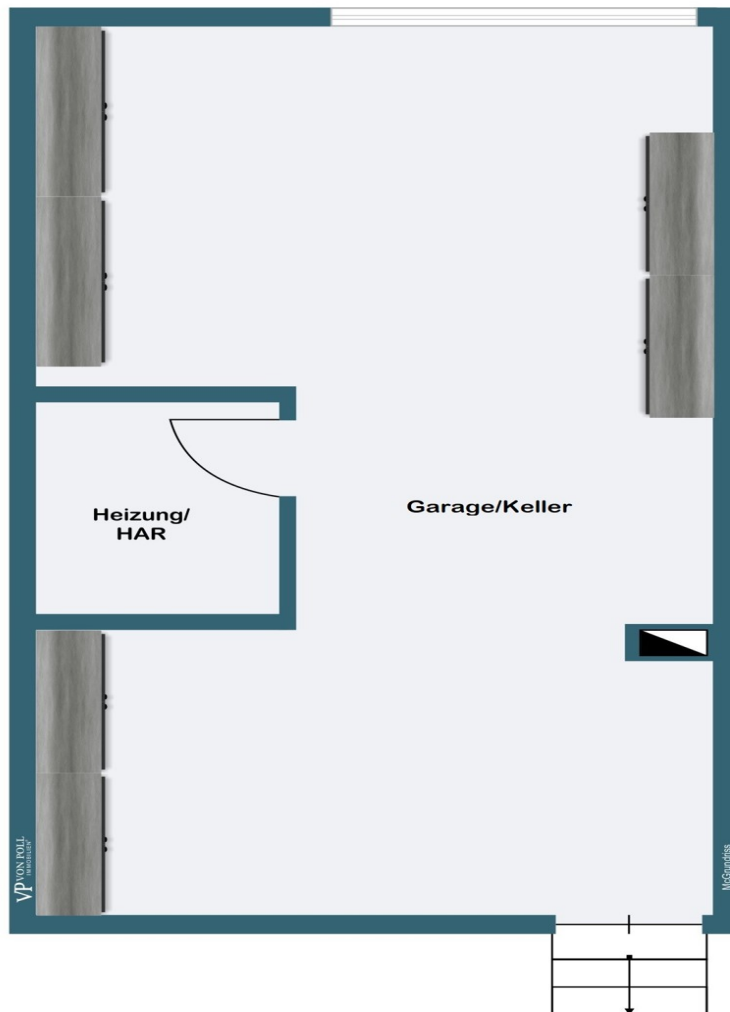 Heizung/
HAR
Garage/Keller
VP VON POLL
IMMOBILIEN
McGrundriss